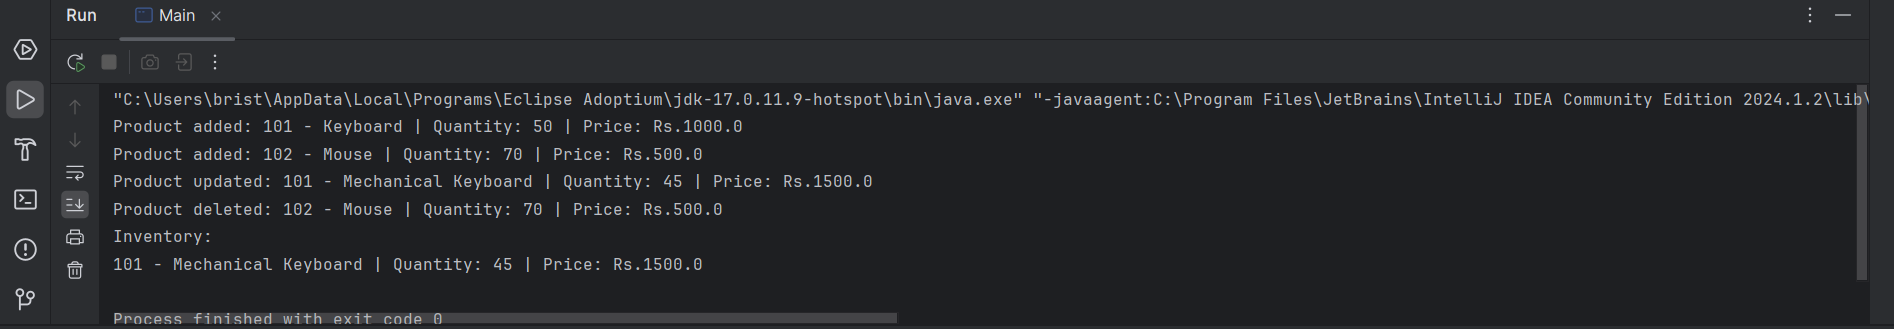 Run Main
"C:\Users\brist\AppData\Local\Programs\Eclipse Adoptium\jdk-17.0.11.9-hotspot\bin\java.exe" "-javaagent:C:\Program Files\JetBrains\IntelliJ IDEA Community Edition 2024.1.2\lib\
Product added: 101 - Keyboard | Quantity: 50 | Price: Rs.1000.0
Product added: 102 - Mouse | Quantity: 70 | Price: Rs.500.0
Product updated: 101 - Mechanical Keyboard | Quantity: 45 | Price: Rs.1500.0
Product deleted: 102 - Mouse | Quantity: 70 | Price: Rs.500.0
Inventory:
101 - Mechanical Keyboard | Quantity: 45 | Price: Rs.1500.0
Process finished with exit code 0